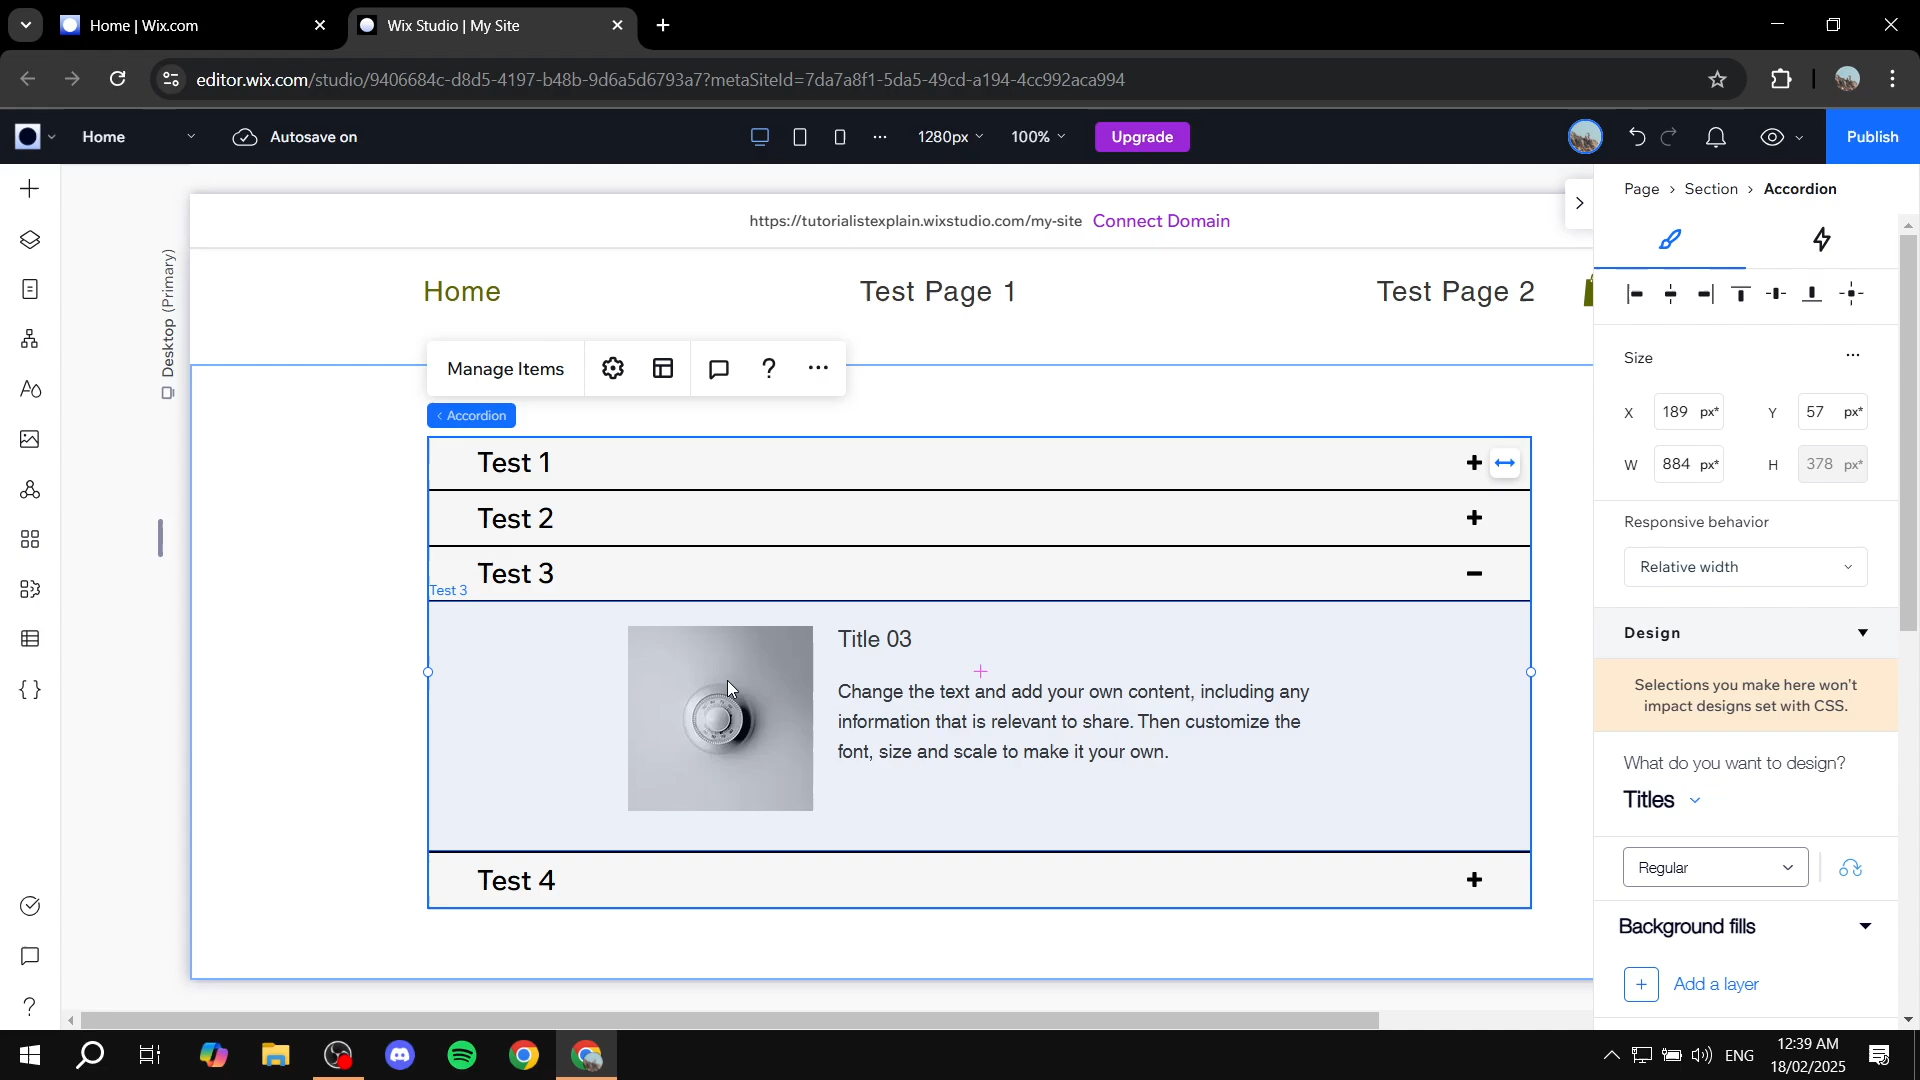 Home | Wix.com
Wix Studio | My Site
editor.wix.com/studio/9406684c-d8d5-4197-b48b-9d6a5d6793a7?metaSiteId=7da7a8f1-5da5-49cd-a194-4cc992aca994
Home
Autosave on
1280px
100%
Upgrade
Publish
https://tutorialistexplain.wixstudio.com/my-site Connect Domain
Page > Section > Accordion
Desktop (Primary)
Home
Test Page 1
Test Page 2
Manage Items
< Accordion
Test 1
Test 2
Test 3
Test 3
Title 03
Change the text and add your own content, including any
information that is relevant to share. Then customize the
font, size and scale to make it your own.
Test 4
Size
X 189 px* Y 57 px*
W 884 px* H 378 px*
Responsive behavior
Relative width
Design
Selections you make here won't
impact designs set with CSS.
What do you want to design?
Titles
Regular
Background fills
Add a layer
ENG
12:39 AM
18/02/2025